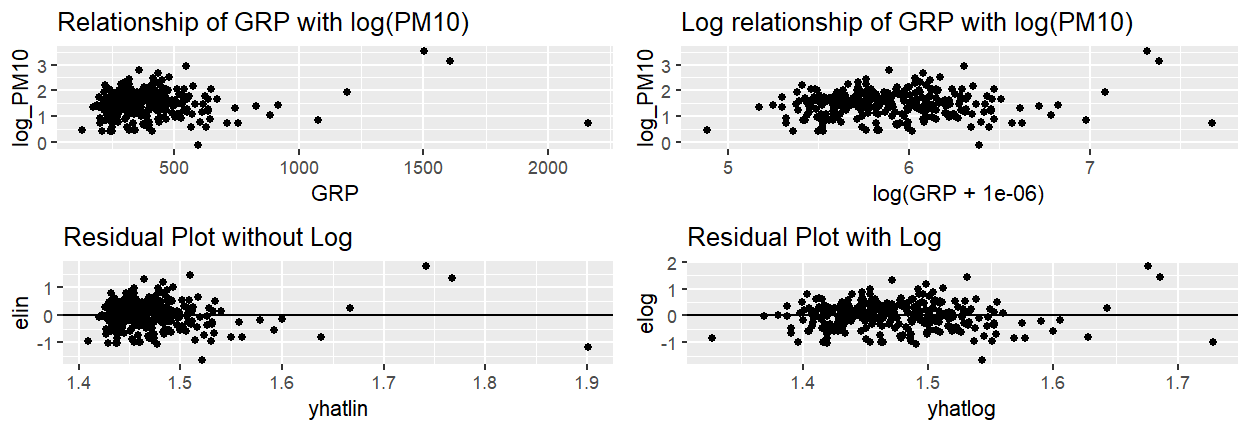 Relationship of GRP with log(PM10)
log_PM10
3
2
1
0
500
1000
1500
2000
GRP
Log relationship of GRP with log(PM10)
log_PM10
3
2
1
0
5
6
7
log(GRP + 1e-06)
Residual Plot without Log
elin
1
0
-1
1.4
1.5
1.6
1.7
1.8
1.9
yhatlin
Residual Plot with Log
elog
2
1
0
-1
1.4
1.5
1.6
1.7
yhatlog